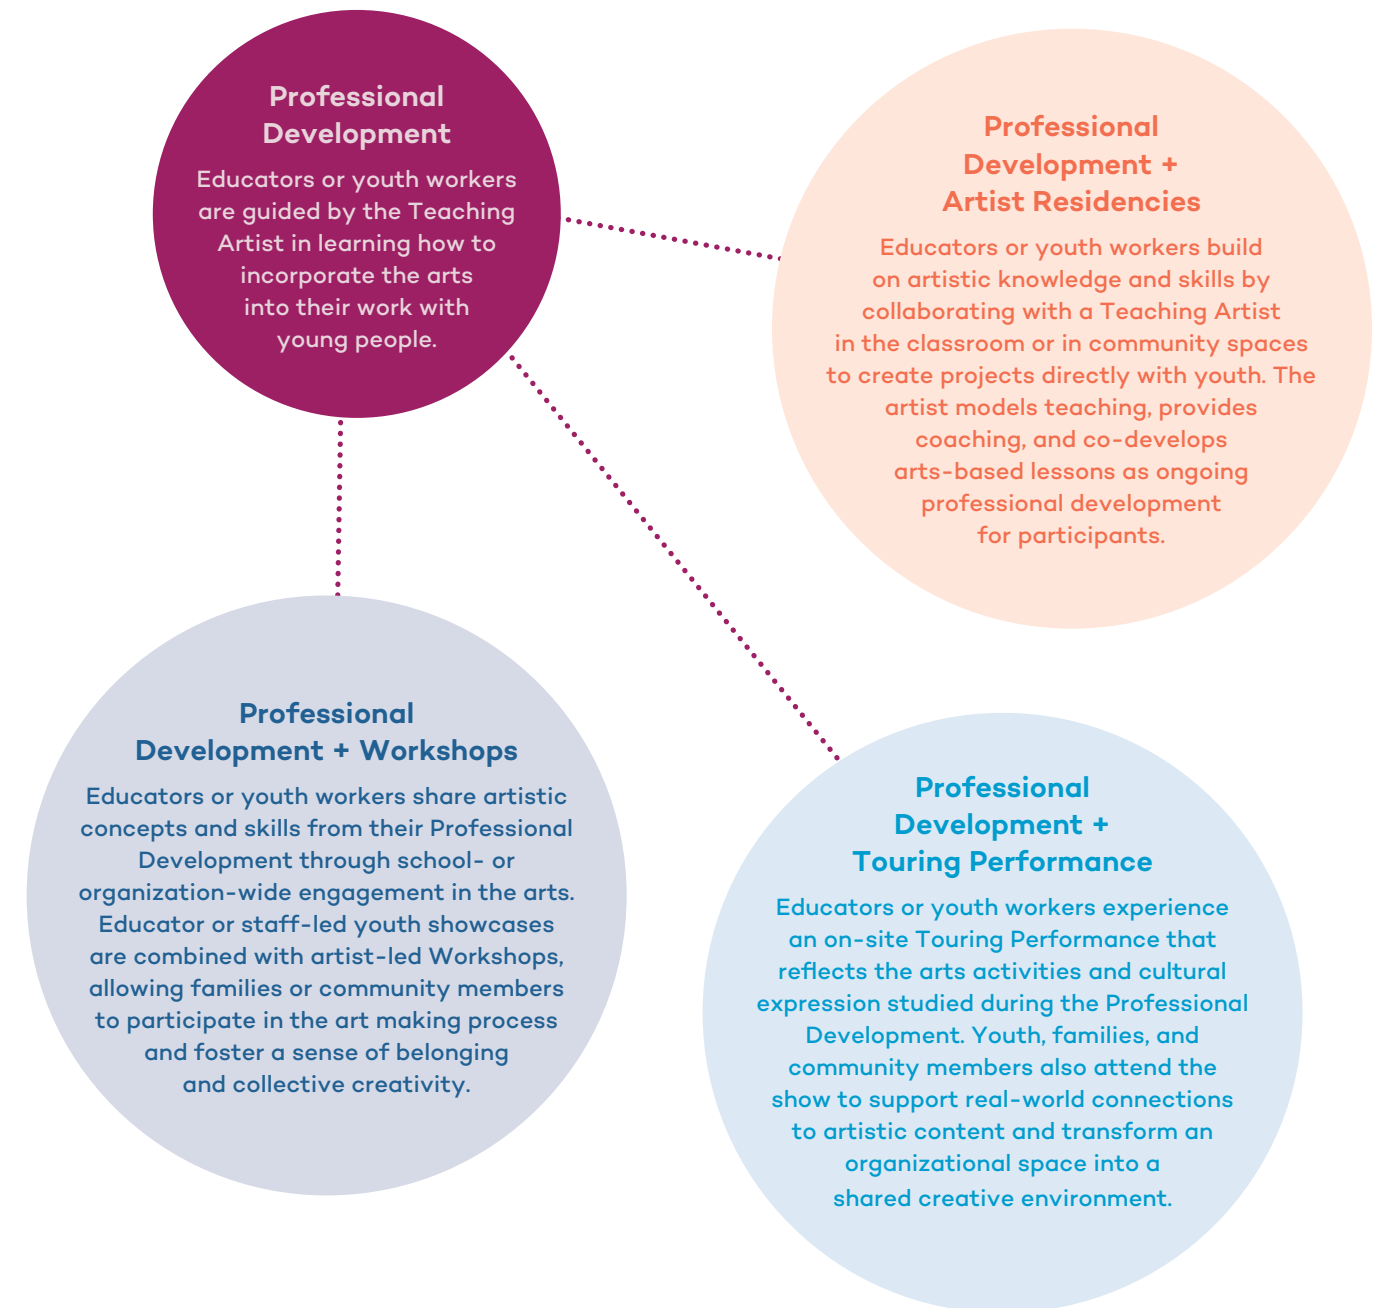 Professional
Development
Educators or youth workers
are guided by the Teaching
Artist in learning how to
incorporate the arts
into their work with
young people.
Professional
Development +
Artist Residencies
Educators or youth workers build
on artistic knowledge and skills by
collaborating with a Teaching Artist
in the classroom or in community spaces
to create projects directly with youth. The
artist models teaching, provides
coaching, and co-develops
arts-based lessons as ongoing
professional development
for participants.
Professional
Development + Workshops
Educators or youth workers share artistic
concepts and skills from their Professional
Development through school- or
organization-wide engagement in the arts.
Educator or staff-led youth showcases
are combined with artist-led Workshops,
allowing families or community members
to participate in the art making process
and foster a sense of belonging
and collective creativity.
Professional
Development +
Touring Performance
Educators or youth workers experience
an on-site Touring Performance that
reflects the arts activities and cultural
expression studied during the Professional
Development. Youth, families, and
community members also attend the
show to support real-world connections
to artistic content and transform an
organizational space into a
shared creative environment.